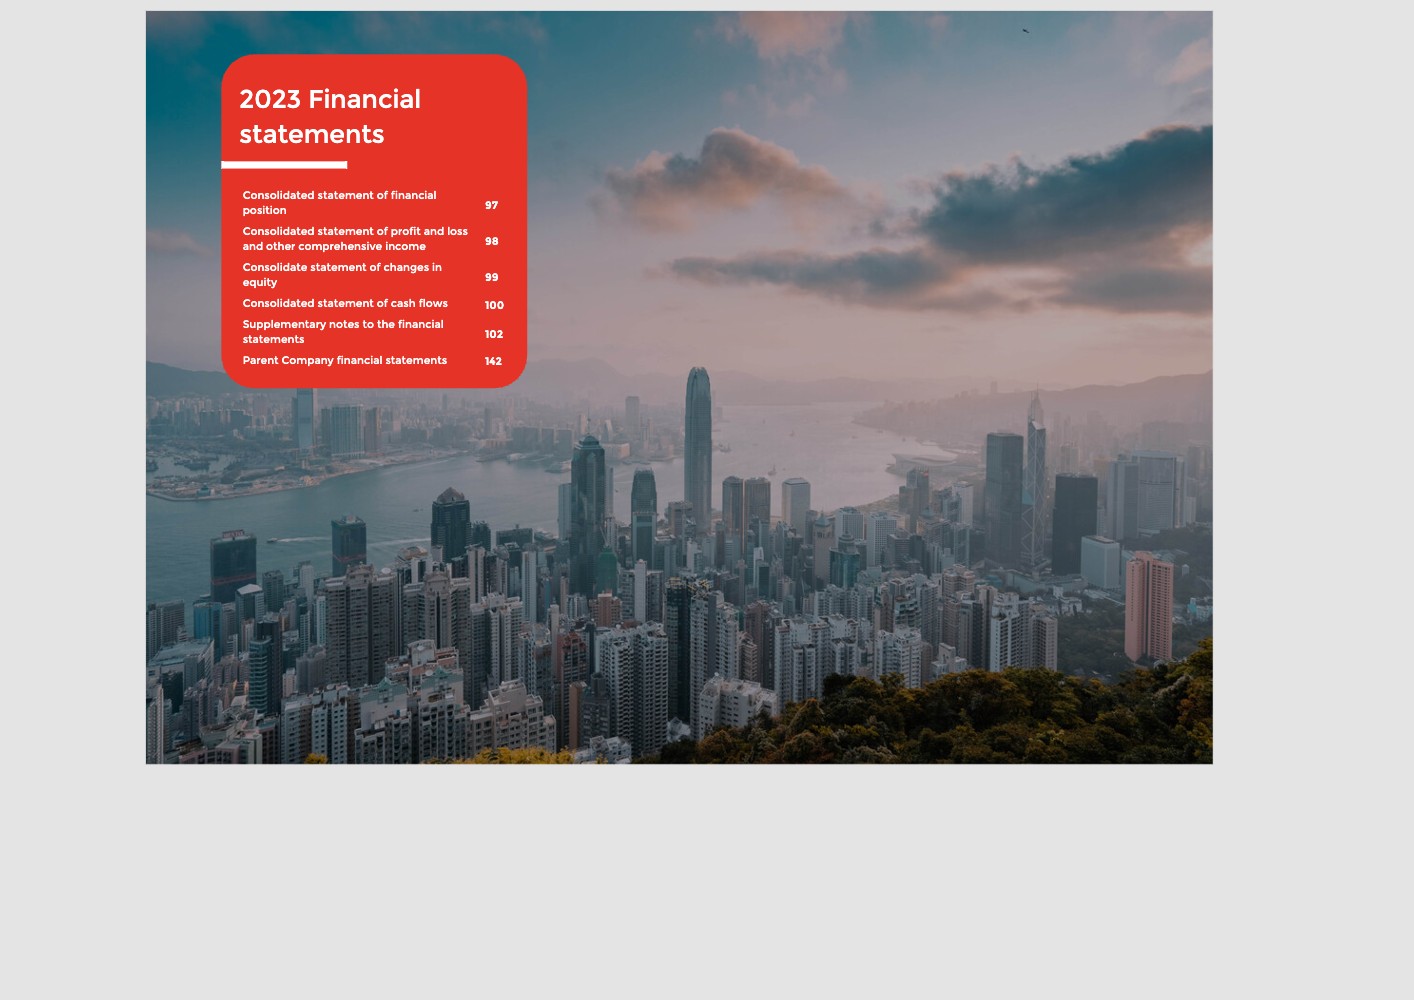 2023 Financial
statements
Consolidated statement of financial
position
97
Consolidated statement of profit and loss
and other comprehensive income
98
Consolidate statement of changes in
equity
99
Consolidated statement of cash flows
100
Supplementary notes to the financial
statements
102
Parent Company financial statements
142